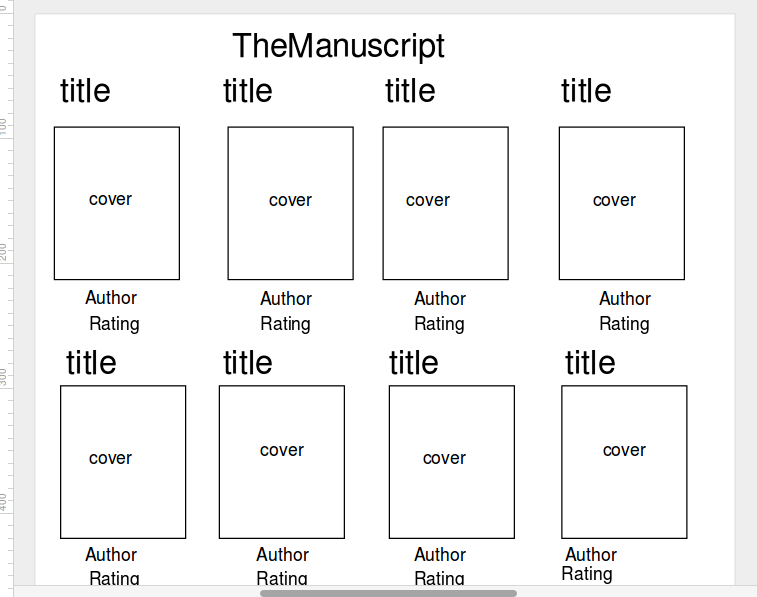 TheManuscript
title title title title
cover cover cover cover
Author Author Author Author
Rating Rating Rating Rating
title title title title
cover cover cover cover
Author Author Author Author
Rating Rating Rating Rating
0
100
200
300
400